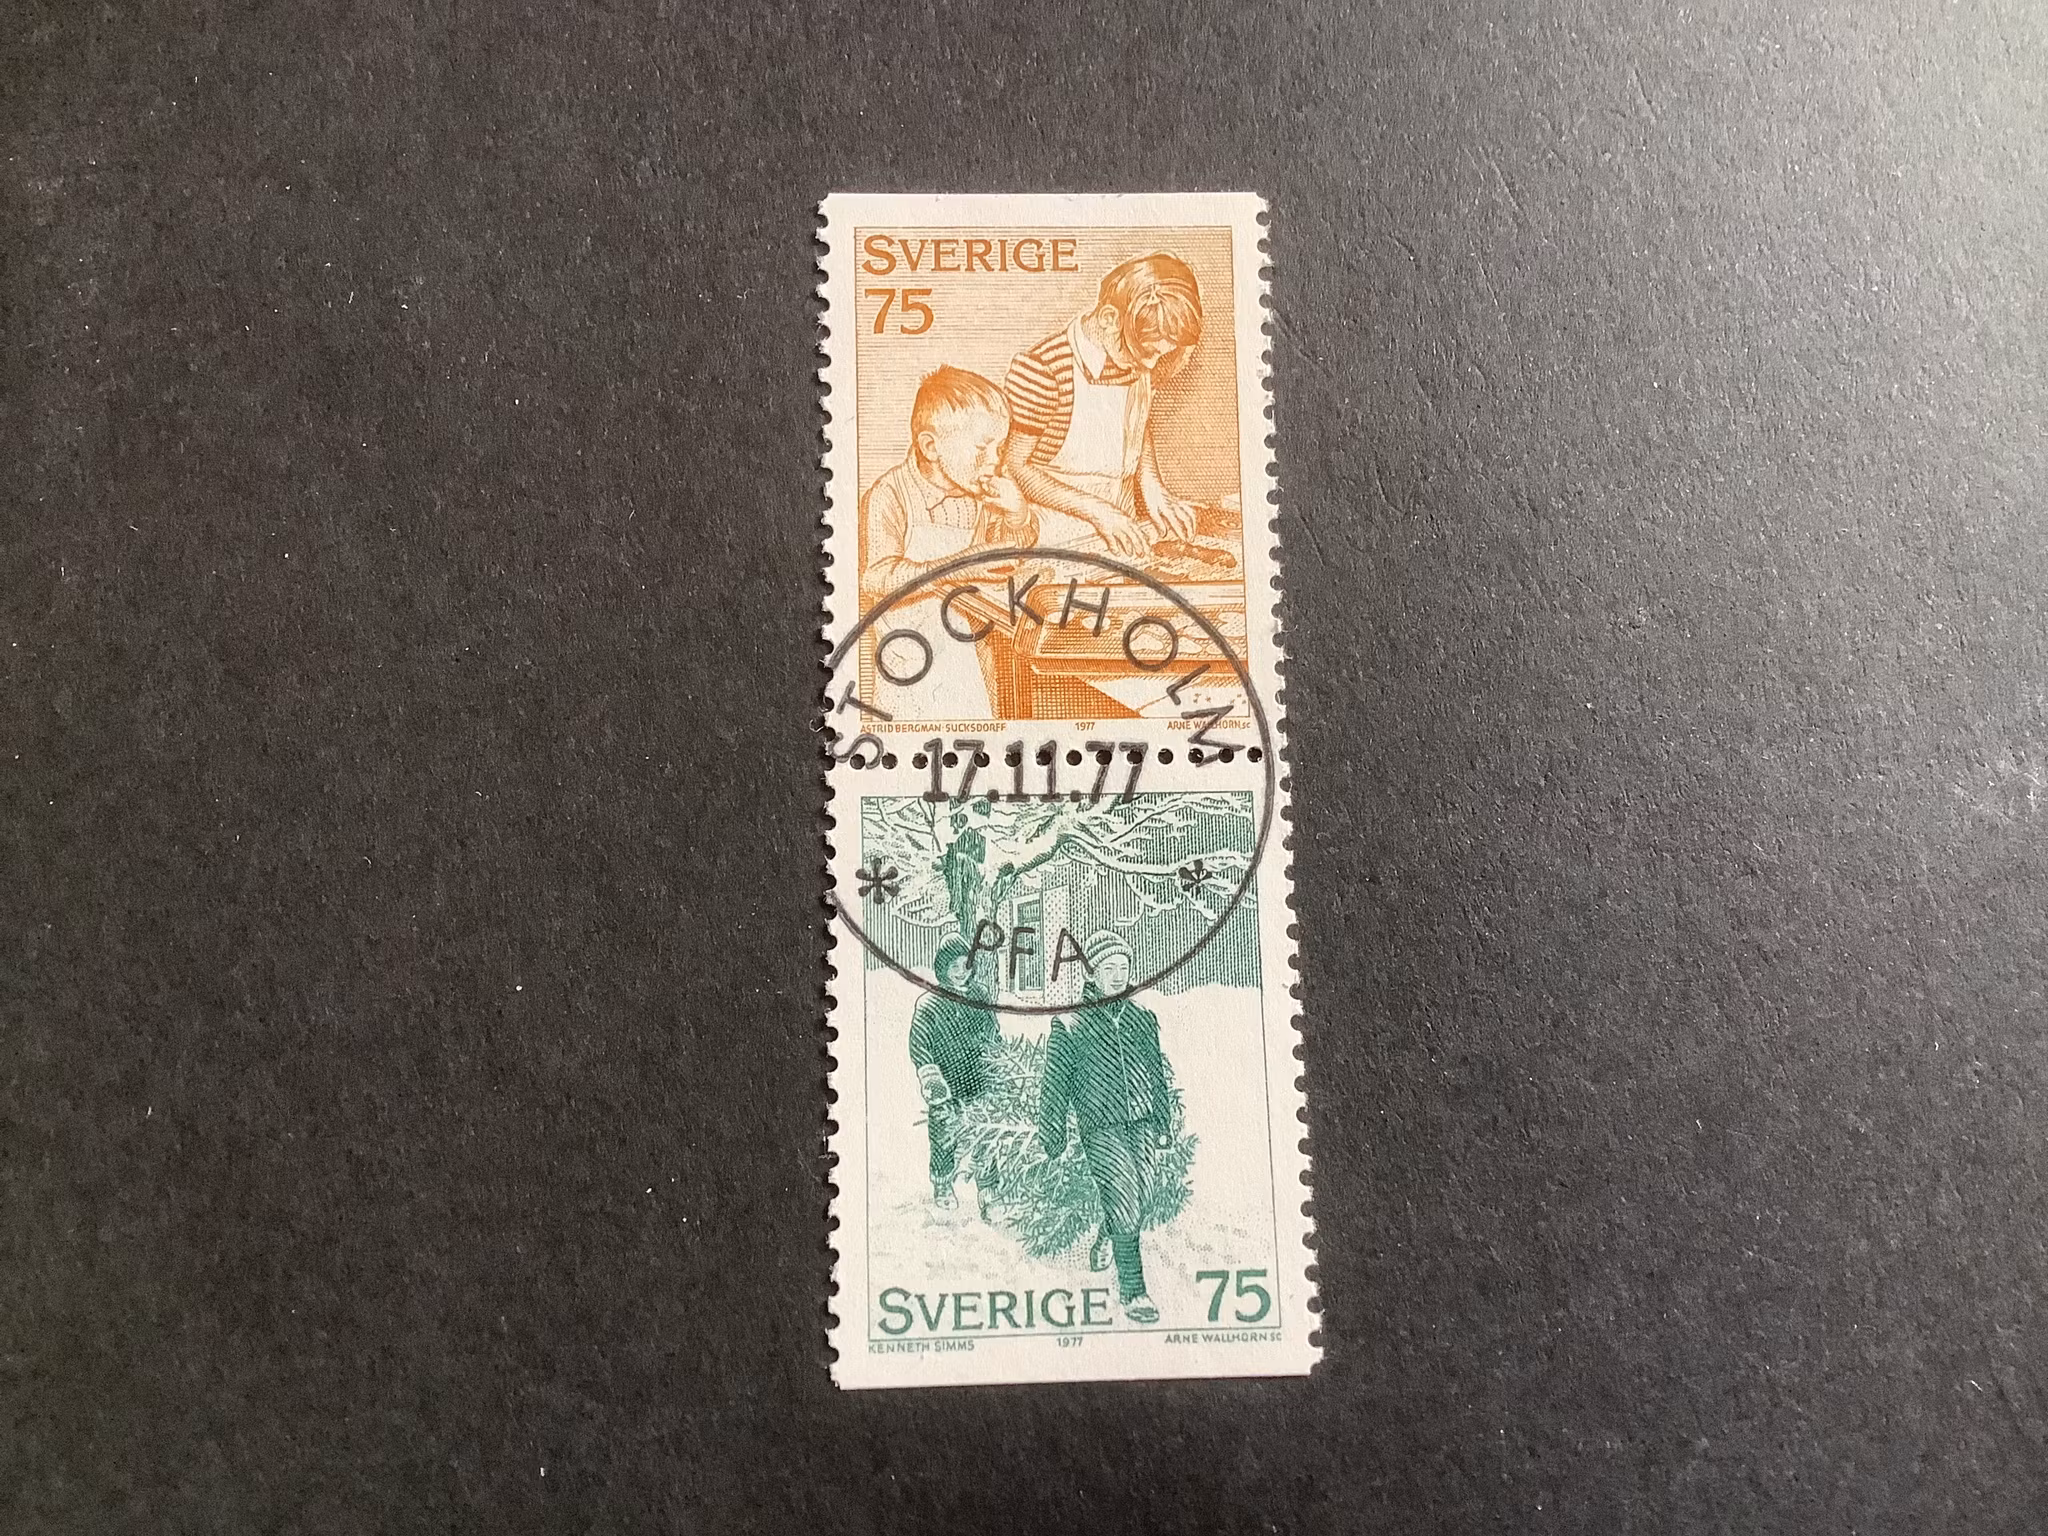 SVERIGE
75
STOCKHOLM
ASTRID BERGMAN-SUCKSDORFF 1977 ARNE WALLHORN SC
17.11.77
* *
PFA
SVERIGE 75
KENNETH SIMMS 1977 ARNE WALLHORN SC